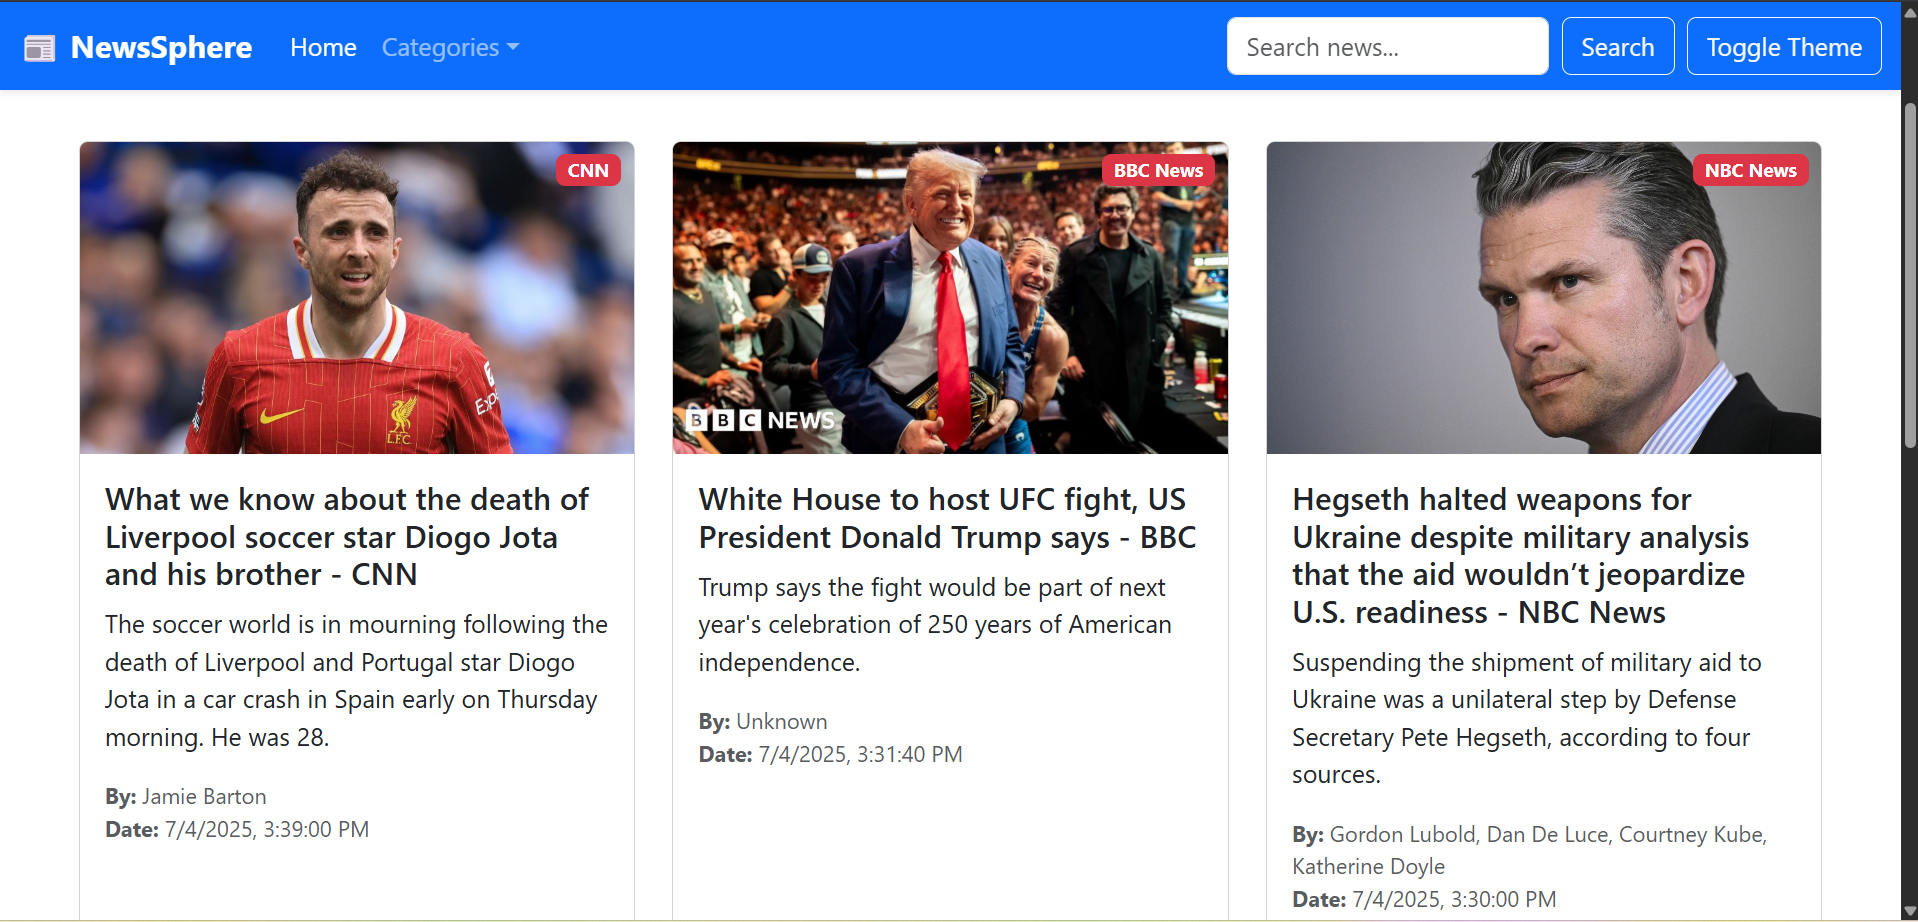 NewsSphere Home Categories Search news... Search Toggle Theme
CNN
What we know about the death of
Liverpool soccer star Diogo Jota
and his brother - CNN
The soccer world is in mourning following the
death of Liverpool and Portugal star Diogo
Jota in a car crash in Spain early on Thursday
morning. He was 28.
By: Jamie Barton
Date: 7/4/2025, 3:39:00 PM
BBC News
BBC NEWS
White House to host UFC fight, US
President Donald Trump says - BBC
Trump says the fight would be part of next
year's celebration of 250 years of American
independence.
By: Unknown
Date: 7/4/2025, 3:31:40 PM
NBC News
Hegseth halted weapons for
Ukraine despite military analysis
that the aid wouldn’t jeopardize
U.S. readiness - NBC News
Suspending the shipment of military aid to
Ukraine was a unilateral step by Defense
Secretary Pete Hegseth, according to four
sources.
By: Gordon Lubold, Dan De Luce, Courtney Kube,
Katherine Doyle
Date: 7/4/2025, 3:30:00 PM
L.F.C.